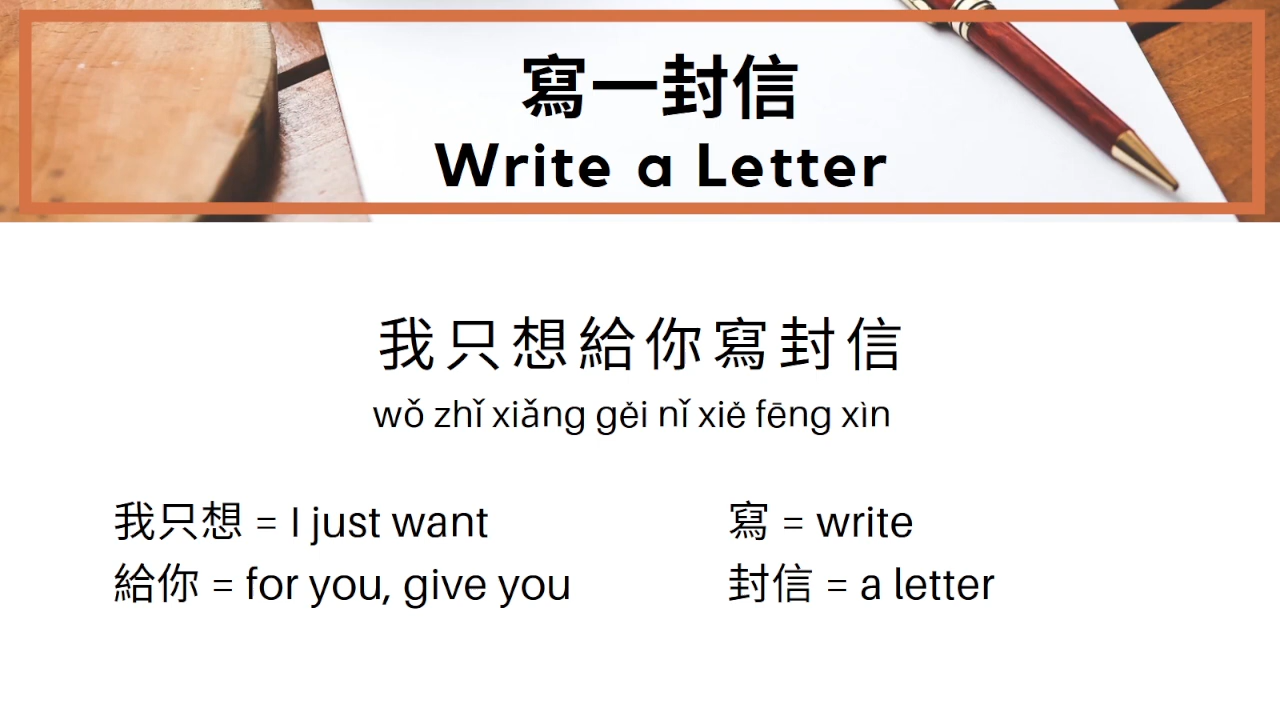 寫一封信
Write a Letter
我只想給你寫封信
wǒ zhǐ xiǎng gěi nǐ xiě fēng xìn
我只想 = I just want
給你 = for you, give you
寫 = write
封信 = a letter